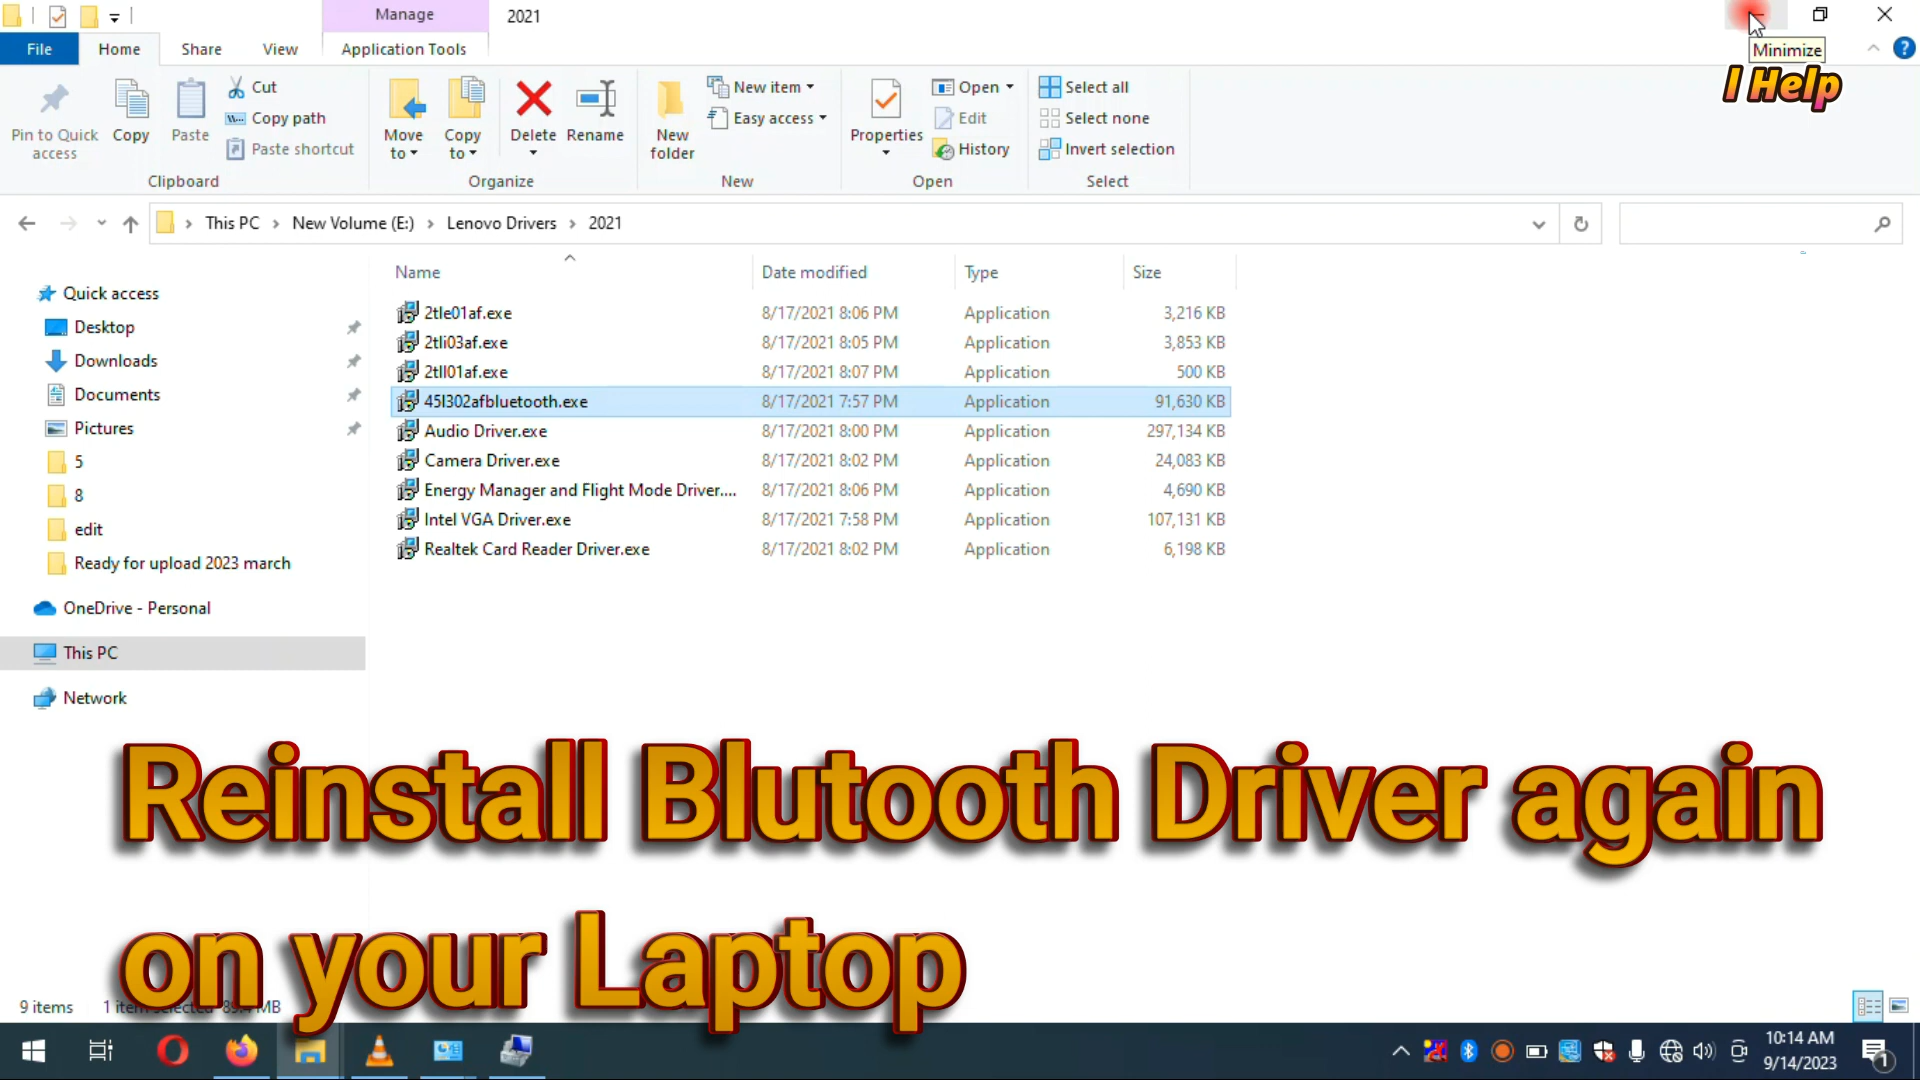 Manage
2021
File
Home
Share
View
Application Tools
Minimize
I Help
Pin to Quick access
Copy
Paste
Cut
Copy path
Paste shortcut
Clipboard
Move to
Copy to
Delete
Rename
Organize
New folder
New item
Easy access
New
Properties
Open
Edit
History
Open
Select all
Select none
Invert selection
Select
This PC > New Volume (E:) > Lenovo Drivers > 2021
Name Date modified Type Size
2tle01af.exe 8/17/2021 8:06 PM Application 3,216 KB
2tli03af.exe 8/17/2021 8:05 PM Application 3,853 KB
2tll01af.exe 8/17/2021 8:07 PM Application 500 KB
45l302afbluetooth.exe 8/17/2021 7:57 PM Application 91,630 KB
Audio Driver.exe 8/17/2021 8:00 PM Application 297,134 KB
Camera Driver.exe 8/17/2021 8:02 PM Application 24,083 KB
Energy Manager and Flight Mode Driver.... 8/17/2021 8:06 PM Application 4,690 KB
Intel VGA Driver.exe 8/17/2021 7:58 PM Application 107,131 KB
Realtek Card Reader Driver.exe 8/17/2021 8:02 PM Application 6,198 KB
Quick access
Desktop
Downloads
Documents
Pictures
5
8
edit
Ready for upload 2023 march
OneDrive - Personal
This PC
Network
Reinstall Blutooth Driver again
on your Laptop
9 items 1 item selected 89.4 MB
10:14 AM
9/14/2023
1